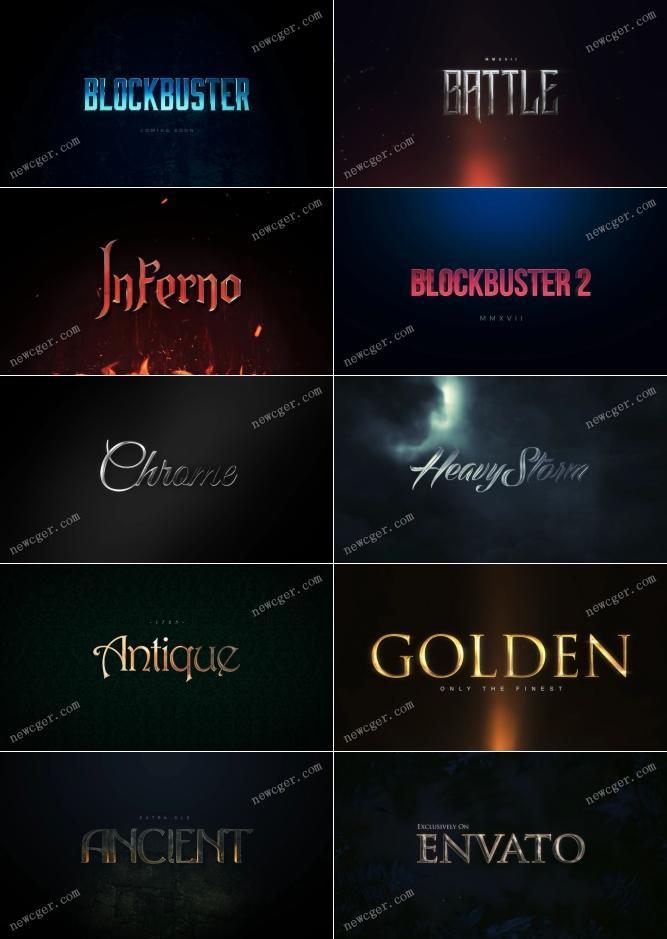 newcger.com
BLOCKBUSTER
COMING SOON
newcger.com
newcger.com
MMXVII
BATTLE
newcger.com
newcger.com
Inferno
newcger.com
newcger.com
BLOCKBUSTER 2
MMXVII
newcger.com
newcger.com
Chrome
newcger.com
newcger.com
Heavy Storm
newcger.com
newcger.com
Antique
newcger.com
newcger.com
GOLDEN
ONLY THE FINEST
newcger.com
newcger.com
EXTRA OLD
ANCIENT
newcger.com
newcger.com
EXCLUSIVELY ON
ENVATO
newcger.com